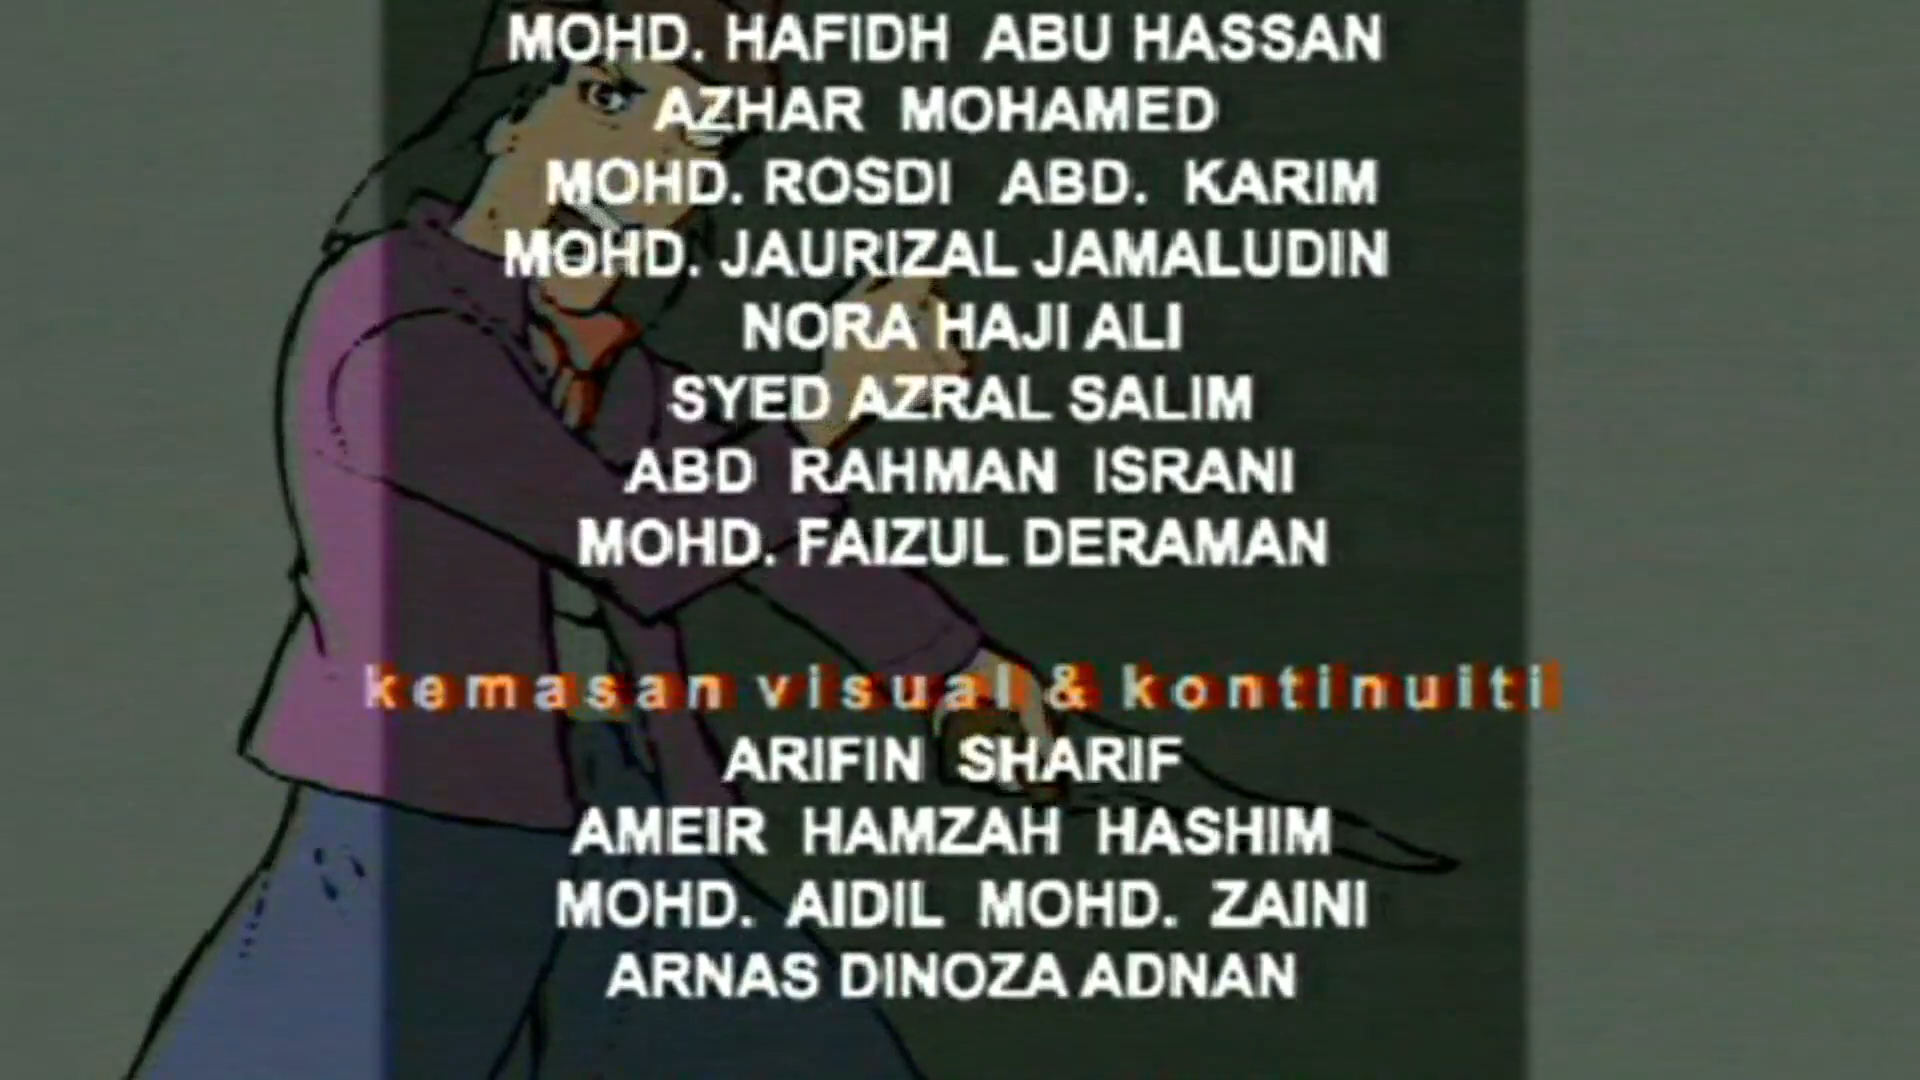 MOHD. HAFIDH ABU HASSAN
AZHAR MOHAMED
MOHD. ROSDI ABD. KARIM
MOHD. JAURIZAL JAMALUDIN
NORA HAJI ALI
SYED AZRAL SALIM
ABD RAHMAN ISRANI
MOHD. FAIZUL DERAMAN
kemasan visual & kontinuiti
ARIFIN SHARIF
AMEIR HAMZAH HASHIM
MOHD. AIDIL MOHD. ZAINI
ARNAS DINOZA ADNAN